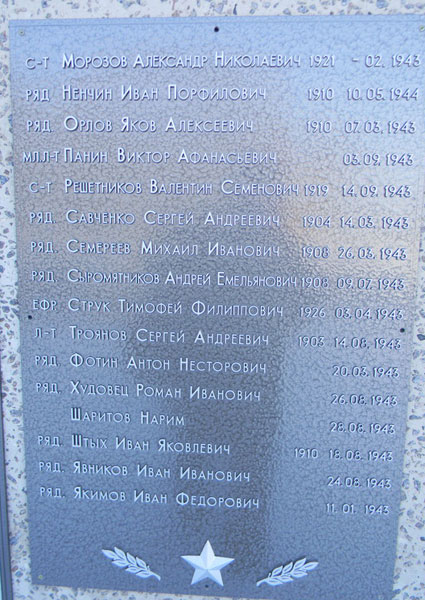 с-т Морозов Александр Николаевич 1921 - 02. 1943
ряд. Ненчин Иван Порфилович 1910 10.05.1944
ряд. Орлов Яков Алексеевич 1910 07.03.1943
мл.л-т Панин Виктор Афанасьевич 03.09.1943
с-т Решетников Валентин Семенович 1919 14.09.1943
ряд. Савченко Сергей Андреевич 1904 14.03.1943
ряд. Семереев Михаил Иванович 1908 26.03.1943
ряд. Сыромятников Андрей Емельянович 1908 09.07.1943
ефр. Струк Тимофей Филиппович 1926 03.04.1943
л-т Троянов Сергей Андреевич 1903 14.08.1943
ряд. Фотин Антон Несторович 20.03.1943
ряд. Худовец Роман Иванович 26.08.1943
Шаритов Нарим 28.08.1943
ряд. Штых Иван Яковлевич 1910 18.08.1943
ряд. Явников Иван Иванович 24.08.1943
ряд. Якимов Иван Федорович 11.01 1943